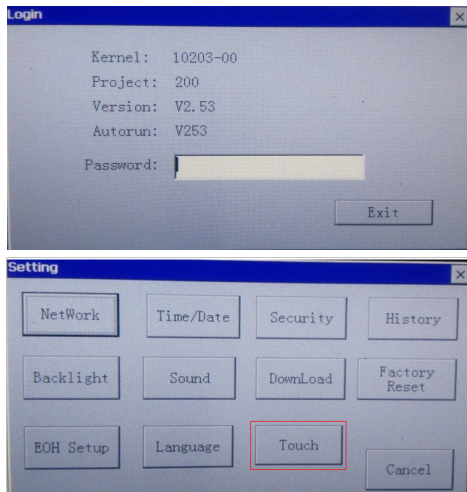 Login
Kernel: 10203-00
Project: 200
Version: V2.53
Autorun: V253
Password:
Exit
Setting
NetWork Time/Date Security History
Backlight Sound DownLoad Factory Reset
EOH Setup Language Touch Cancel